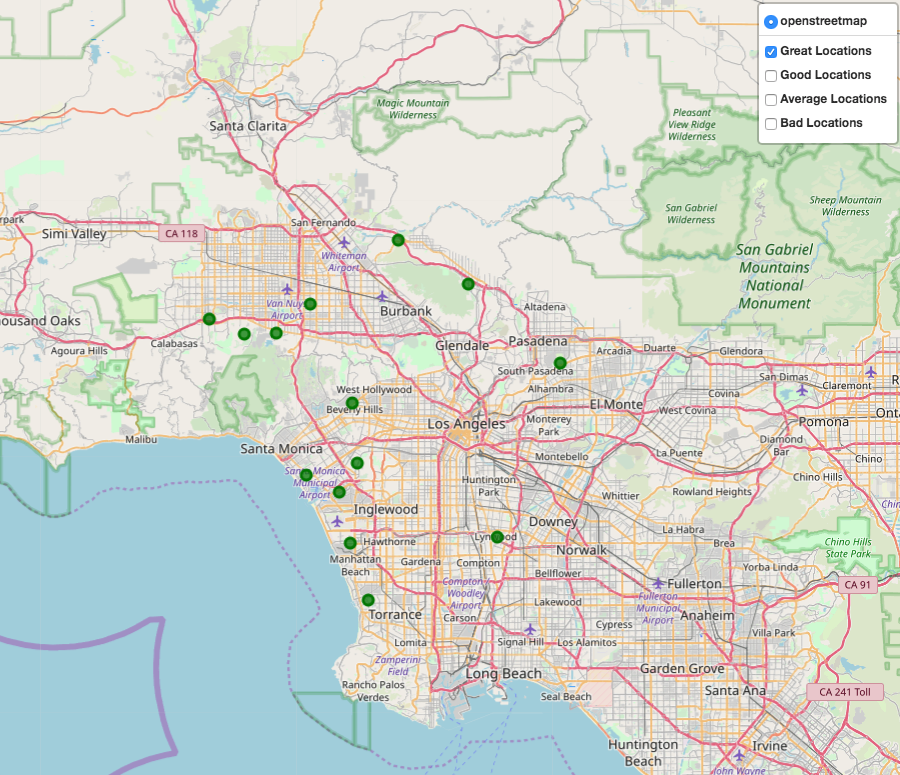 openstreetmap
Great Locations
Good Locations
Average Locations
Bad Locations
Magic Mountain
Wilderness
Santa Clarita
Pleasant
View Ridge
Wilderness
San Gabriel
Wilderness
Sheep Mountain
Wilderness
San Gabriel
Mountains
National
Monument
Simi Valley
CA 118
San Fernando
Whiteman
Airport
Van Nuys
Airport
Burbank
Altadena
Agoura Hills
Calabasas
Glendale
Pasadena
Arcadia
Duarte
Glendora
South Pasadena
San Dimas
Claremont
West Hollywood
Beverly Hills
Alhambra
El Monte
Covina
West Covina
Pomona
Los Angeles
Monterey
Park
Malibu
Santa Monica
Montebello
La Puente
Diamond
Bar
Chino
Chino Hills
Santa Monica
Municipal
Airport
Huntington
Park
Whittier
Rowland Heights
Inglewood
Downey
La Habra
Brea
Chino Hills
State Park
Hawthorne
Lynwood
Norwalk
Manhattan
Beach
Gardena
Compton
Bellflower
Yorba Linda
Compton
Woodley
Airport
Fullerton
CA 91
Fullerton
Municipal
Airport
Lakewood
Torrance
Carson
Cypress
Anaheim
Villa Park
Lomita
Signal Hill
Los Alamitos
Zamperini
Field
Long Beach
Garden Grove
Rancho Palos
Verdes
Seal Beach
Santa Ana
CA 241 Toll
Huntington
Beach
Irvine
John Wayne